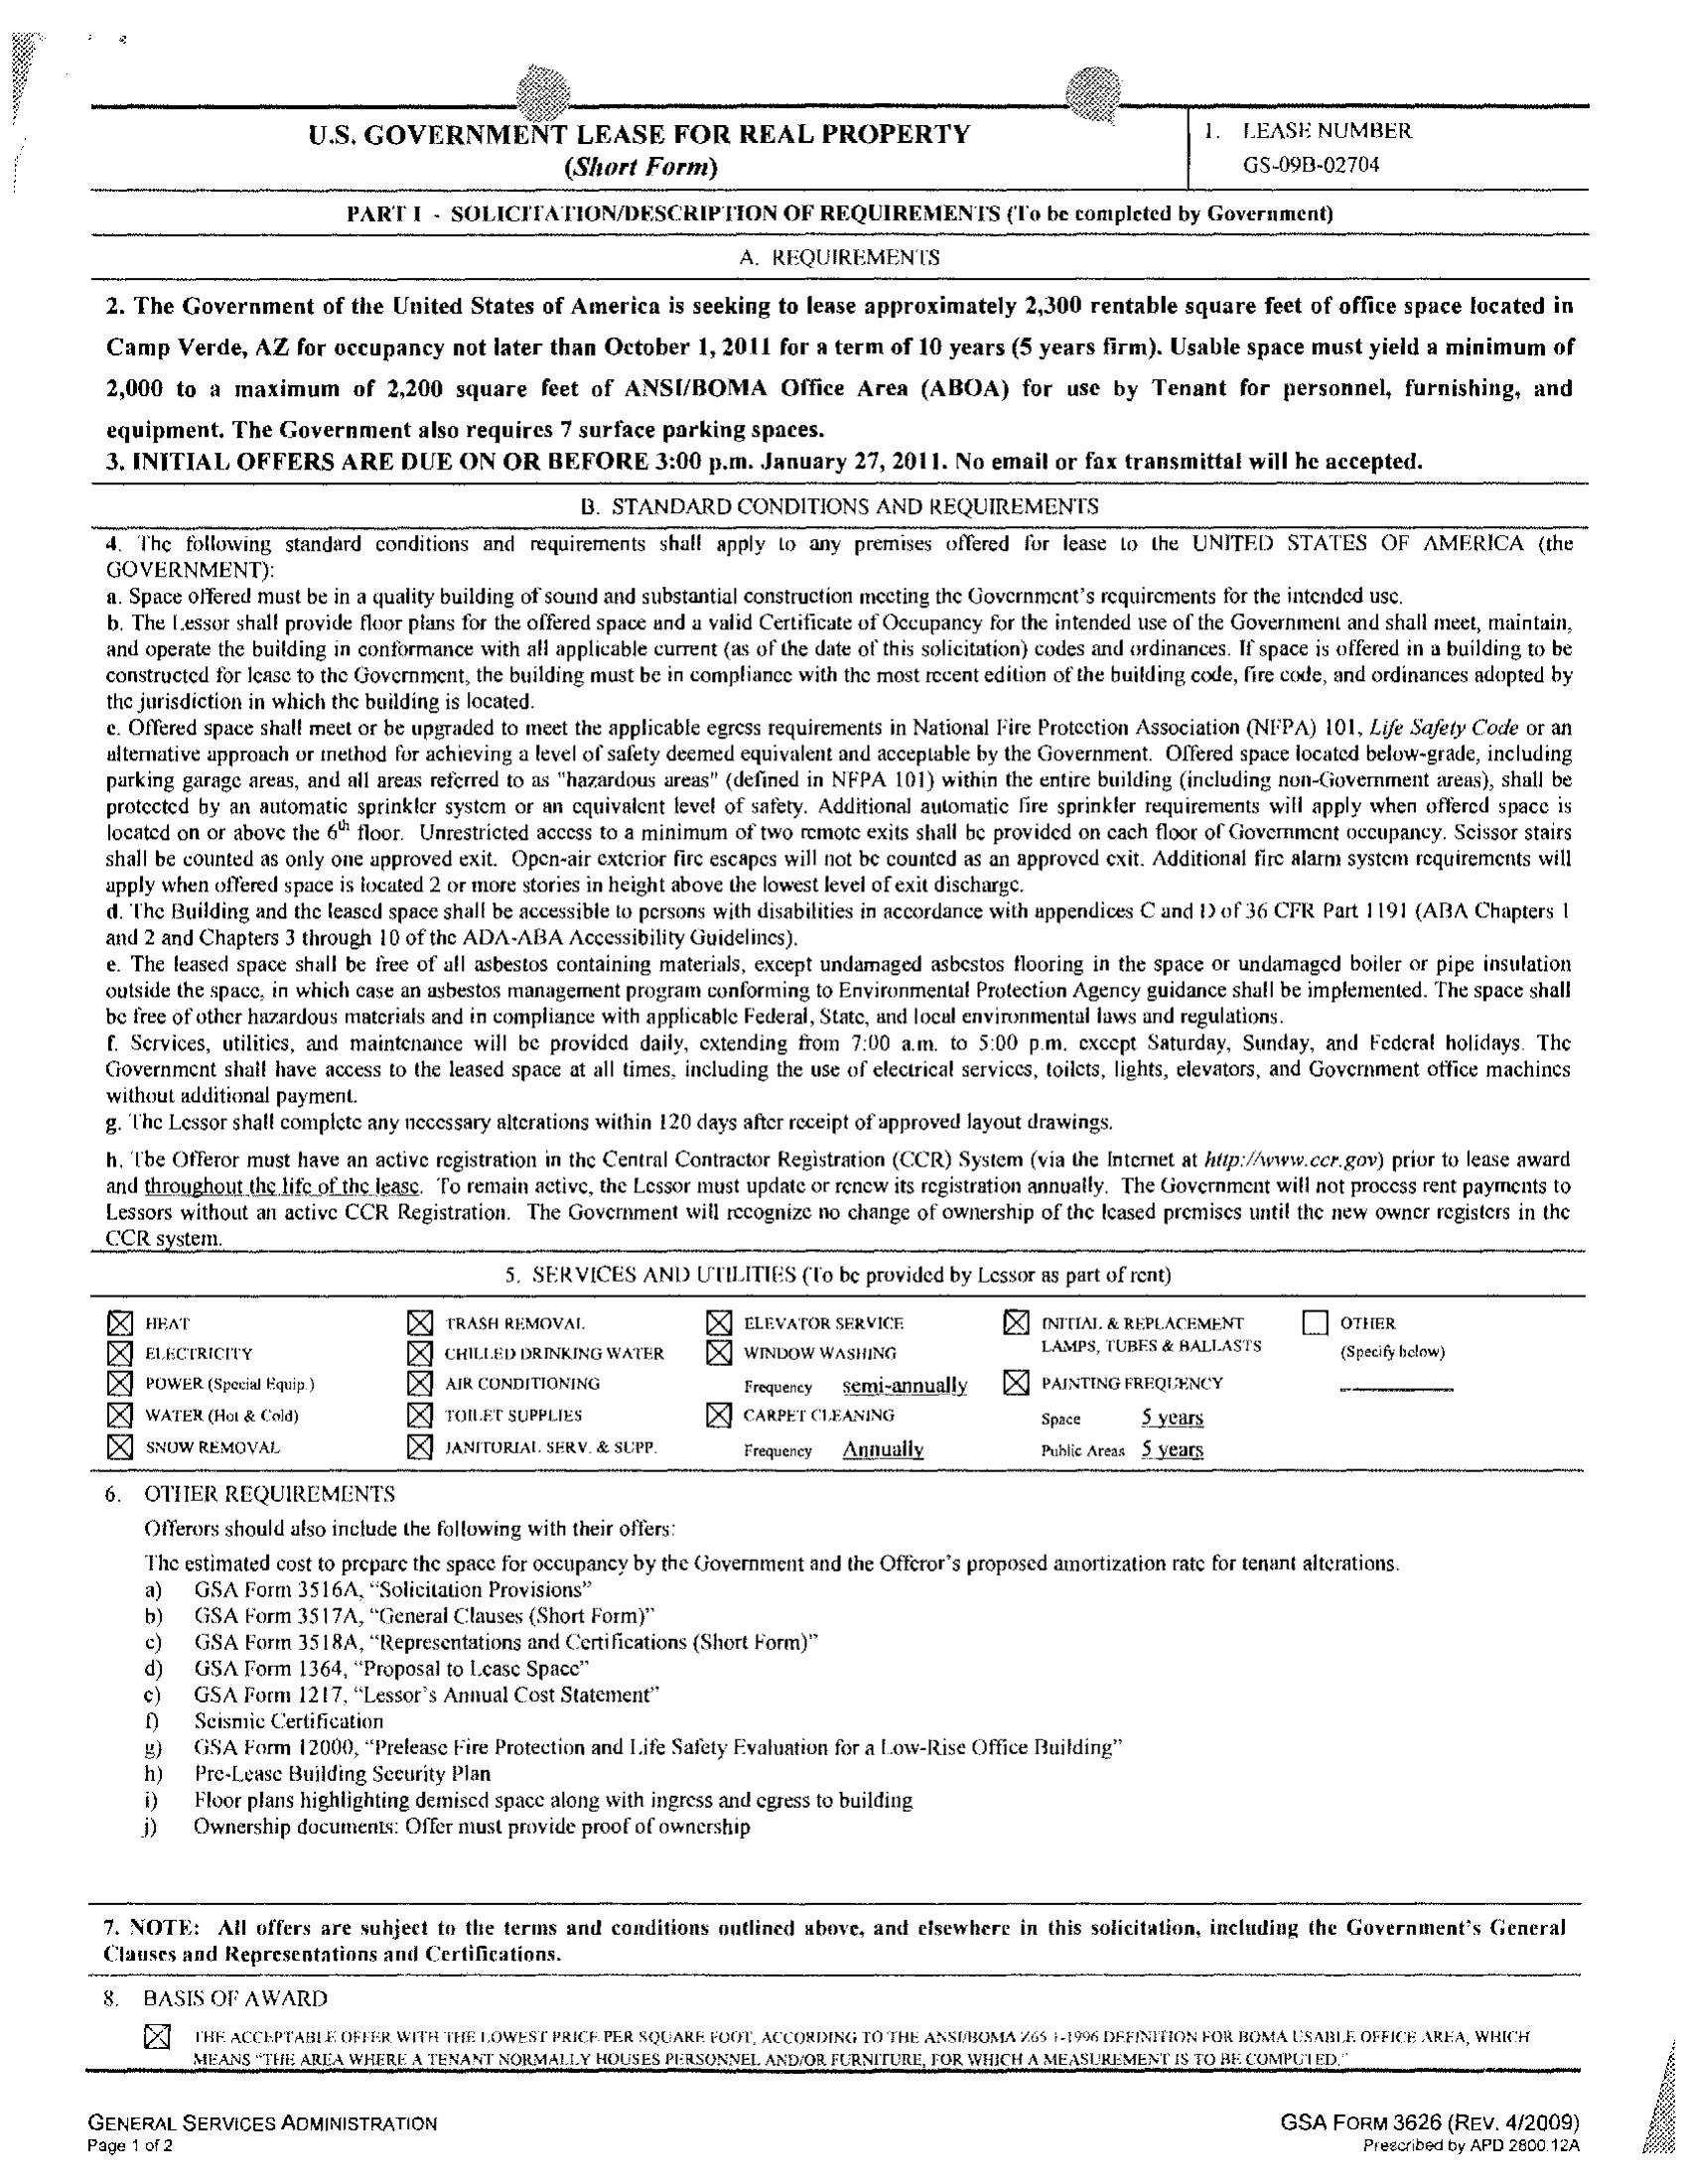 U.S. GOVERNMENT LEASE FOR REAL PROPERTY
(Short Form)
1. LEASE NUMBER
GS-09B-02704
PART I - SOLICITATION/DESCRIPTION OF REQUIREMENTS (To be completed by Government)
A. REQUIREMENTS
2. The Government of the United States of America is seeking to lease approximately 2,300 rentable square feet of office space located in
Camp Verde, AZ for occupancy not later than October 1, 2011 for a term of 10 years (5 years firm). Usable space must yield a minimum of
2,000 to a maximum of 2,200 square feet of ANSI/BOMA Office Area (ABOA) for use by Tenant for personnel, furnishing, and
equipment. The Government also requires 7 surface parking spaces.
3. INITIAL OFFERS ARE DUE ON OR BEFORE 3:00 p.m. January 27, 2011. No email or fax transmittal will be accepted.
B. STANDARD CONDITIONS AND REQUIREMENTS
4. The following standard conditions and requirements shall apply to any premises offered for lease to the UNITED STATES OF AMERICA (the
GOVERNMENT):
a. Space offered must be in a quality building of sound and substantial construction meeting the Government's requirements for the intended use.
b. The Lessor shall provide floor plans for the offered space and a valid Certificate of Occupancy for the intended use of the Government and shall meet, maintain,
and operate the building in conformance with all applicable current (as of the date of this solicitation) codes and ordinances. If space is offered in a building to be
constructed for lease to the Government, the building must be in compliance with the most recent edition of the building code, fire code, and ordinances adopted by
the jurisdiction in which the building is located.
c. Offered space shall meet or be upgraded to meet the applicable egress requirements in National Fire Protection Association (NFPA) 101, Life Safety Code or an
alternative approach or method for achieving a level of safety deemed equivalent and acceptable by the Government. Offered space located below-grade, including
parking garage areas, and all areas referred to as "hazardous areas" (defined in NFPA 101) within the entire building (including non-Government areas), shall be
protected by an automatic sprinkler system or an equivalent level of safety. Additional automatic fire sprinkler requirements will apply when offered space is
located on or above the 6th floor. Unrestricted access to a minimum of two remote exits shall be provided on each floor of Government occupancy. Scissor stairs
shall be counted as only one approved exit. Open-air exterior fire escapes will not be counted as an approved exit. Additional fire alarm system requirements will
apply when offered space is located 2 or more stories in height above the lowest level of exit discharge.
d. The Building and the leased space shall be accessible to persons with disabilities in accordance with appendices C and D of 36 CFR Part 1191 (ABA Chapters 1
and 2 and Chapters 3 through 10 of the ADA-ABA Accessibility Guidelines).
e. The leased space shall be free of all asbestos containing materials, except undamaged asbestos flooring in the space or undamaged boiler or pipe insulation
outside the space, in which case an asbestos management program conforming to Environmental Protection Agency guidance shall be implemented. The space shall
be free of other hazardous materials and in compliance with applicable Federal, State, and local environmental laws and regulations.
f. Services, utilities, and maintenance will be provided daily, extending from 7:00 a.m. to 5:00 p.m. except Saturday, Sunday, and Federal holidays. The
Government shall have access to the leased space at all times, including the use of electrical services, toilets, lights, elevators, and Government office machines
without additional payment.
g. The Lessor shall complete any necessary alterations within 120 days after receipt of approved layout drawings.
h. The Offeror must have an active registration in the Central Contractor Registration (CCR) System (via the Internet at http://www.ccr.gov) prior to lease award
and throughout the life of the lease. To remain active, the Lessor must update or renew its registration annually. The Government will not process rent payments to
Lessors without an active CCR Registration. The Government will recognize no change of ownership of the leased premises until the new owner registers in the
CCR system.
5. SERVICES AND UTILITIES (To be provided by Lessor as part of rent)
☒ HEAT ☒ TRASH REMOVAL ☒ ELEVATOR SERVICE ☒ INITIAL & REPLACEMENT ☐ OTHER
LAMPS, TUBES & BALLASTS
☒ ELECTRICITY ☒ CHILLED DRINKING WATER ☒ WINDOW WASHING (Specify below)
☒ POWER (Special Equip.) ☒ AIR CONDITIONING Frequency semi-annually ☒ PAINTING FREQUENCY
☒ WATER (Hot & Cold) ☒ TOILET SUPPLIES ☒ CARPET CLEANING Space 5 years
☒ SNOW REMOVAL ☒ JANITORIAL SERV. & SUPP. Frequency Annually Public Areas 5 years
6. OTHER REQUIREMENTS
Offerors should also include the following with their offers:
The estimated cost to prepare the space for occupancy by the Government and the Offeror's proposed amortization rate for tenant alterations.
a) GSA Form 3516A, "Solicitation Provisions"
b) GSA Form 3517A, "General Clauses (Short Form)"
c) GSA Form 3518A, "Representations and Certifications (Short Form)"
d) GSA Form 1364, "Proposal to Lease Space"
e) GSA Form 1217, "Lessor's Annual Cost Statement"
f) Seismic Certification
g) GSA Form 12000, "Prelease Fire Protection and Life Safety Evaluation for a Low-Rise Office Building"
h) Pre-Lease Building Security Plan
i) Floor plans highlighting demised space along with ingress and egress to building
j) Ownership documents: Offer must provide proof of ownership
7. NOTE: All offers are subject to the terms and conditions outlined above, and elsewhere in this solicitation, including the Government's General
Clauses and Representations and Certifications.
8. BASIS OF AWARD
☒ THE ACCEPTABLE OFFER WITH THE LOWEST PRICE PER SQUARE FOOT, ACCORDING TO THE ANSI/BOMA Z65.1-1996 DEFINITION FOR BOMA USABLE OFFICE AREA, WHICH
MEANS "THE AREA WHERE A TENANT NORMALLY HOUSES PERSONNEL AND/OR FURNITURE, FOR WHICH A MEASUREMENT IS TO BE COMPUTED."
GENERAL SERVICES ADMINISTRATION
Page 1 of 2
GSA FORM 3626 (REV. 4/2009)
Prescribed by APD 2800.12A